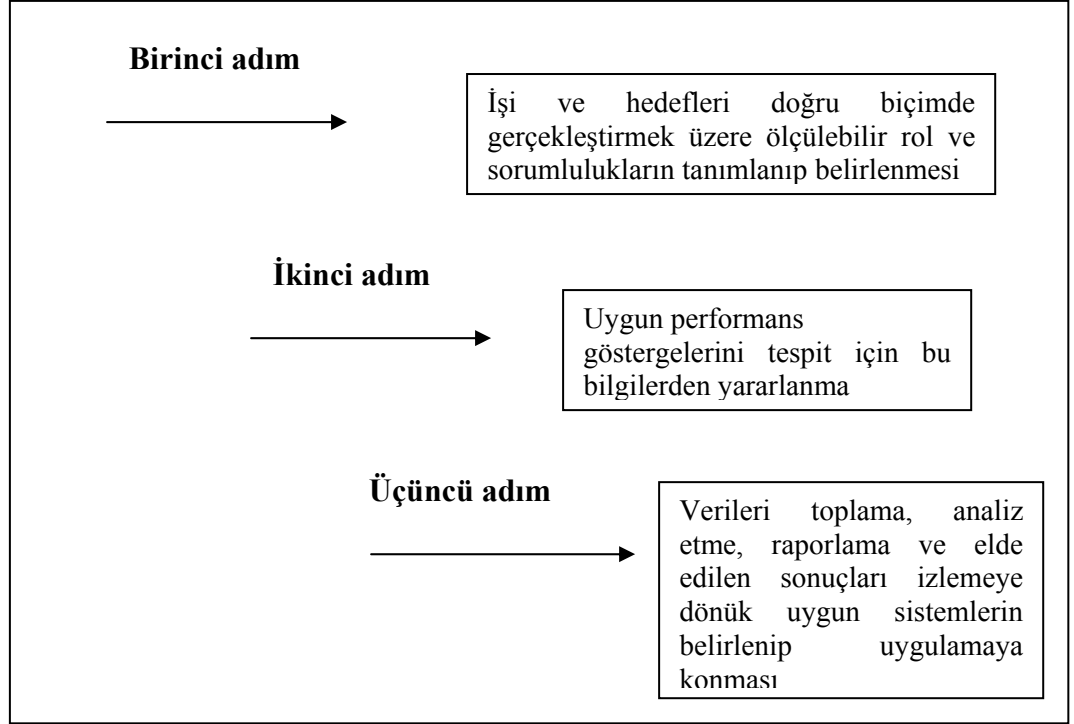 Birinci adım
İşi ve hedefleri doğru biçimde
gerçekleştirmek üzere ölçülebilir rol ve
sorumlulukların tanımlanıp belirlenmesi
İkinci adım
Uygun performans
göstergelerini tespit için bu
bilgilerden yararlanma
Üçüncü adım
Verileri toplama, analiz
etme, raporlama ve elde
edilen sonuçları izlemeye
dönük uygun sistemlerin
belirlenip uygulamaya
konması